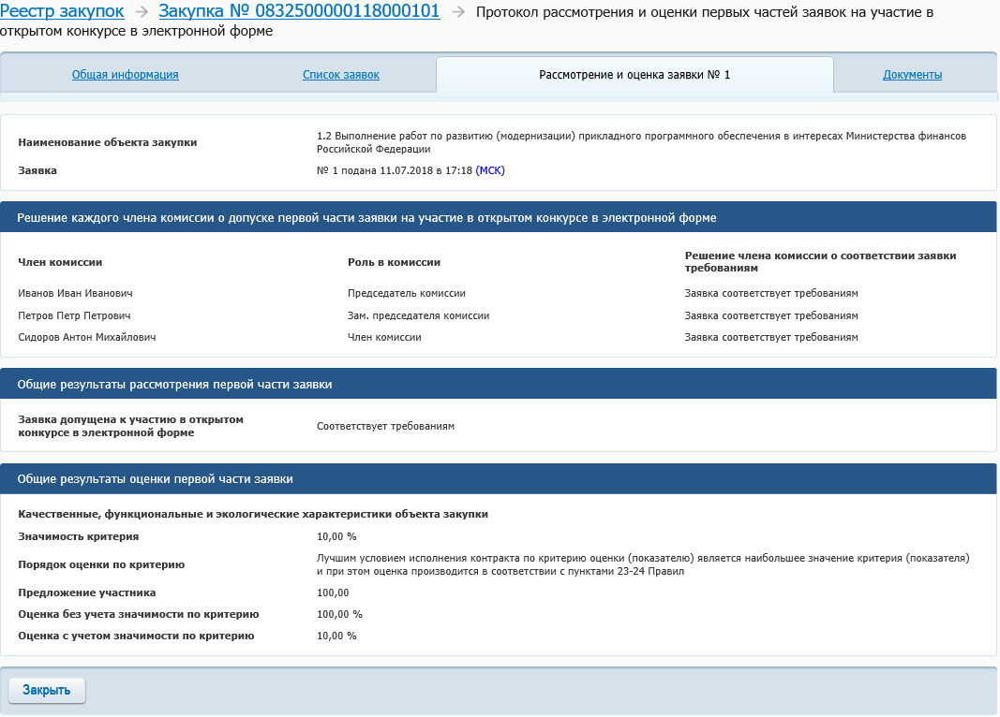 Реестр закупок → Закупка № 0832500000118000101 → Протокол рассмотрения и оценки первых частей заявок на участие в
открытом конкурсе в электронной форме
Общая информация Список заявок Рассмотрение и оценка заявки № 1 Документы
Наименование объекта закупки 1.2 Выполнение работ по развитию (модернизации) прикладного программного обеспечения в интересах Министерства финансов
Российской Федерации
Заявка № 1 подана 11.07.2018 в 17:18 (МСК)
Решение каждого члена комиссии о допуске первой части заявки на участие в открытом конкурсе в электронной форме
Член комиссии Роль в комиссии Решение члена комиссии о соответствии заявки
требованиям
Иванов Иван Иванович Председатель комиссии Заявка соответствует требованиям
Петров Петр Петрович Зам. председателя комиссии Заявка соответствует требованиям
Сидоров Антон Михайлович Член комиссии Заявка соответствует требованиям
Общие результаты рассмотрения первой части заявки
Заявка допущена к участию в открытом
конкурсе в электронной форме Соответствует требованиям
Общие результаты оценки первой части заявки
Качественные, функциональные и экологические характеристики объекта закупки
Значимость критерия 10,00 %
Порядок оценки по критерию Лучшим условием исполнения контракта по критерию оценки (показателю) является наибольшее значение критерия (показателя)
и при этом оценка производится в соответствии с пунктами 23-24 Правил
Предложение участника 100,00
Оценка без учета значимости по критерию 100,00 %
Оценка с учетом значимости по критерию 10,00 %
Закрыть